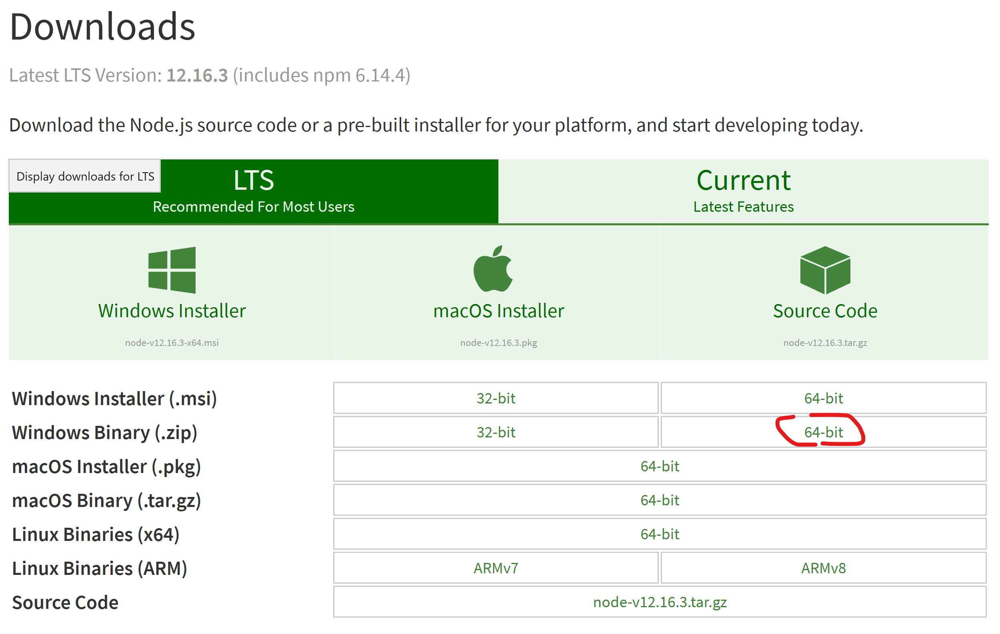 Downloads
Latest LTS Version: 12.16.3 (includes npm 6.14.4)
Download the Node.js source code or a pre-built installer for your platform, and start developing today.
Display downloads for LTS
LTS
Recommended For Most Users
Current
Latest Features
Windows Installer
node-v12.16.3-x64.msi
macOS Installer
node-v12.16.3.pkg
Source Code
node-v12.16.3.tar.gz
Windows Installer (.msi) 32-bit 64-bit
Windows Binary (.zip) 32-bit 64-bit
macOS Installer (.pkg) 64-bit
macOS Binary (.tar.gz) 64-bit
Linux Binaries (x64) 64-bit
Linux Binaries (ARM) ARMv7 ARMv8
Source Code node-v12.16.3.tar.gz